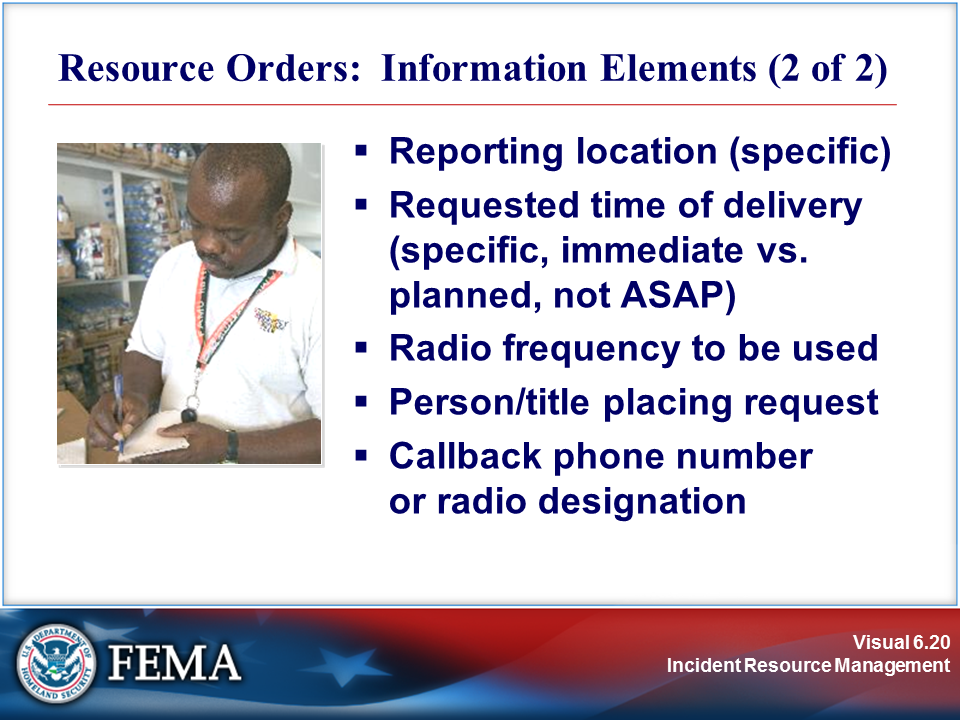 Resource Orders: Information Elements (2 of 2)
▪ Reporting location (specific)
▪ Requested time of delivery
(specific, immediate vs.
planned, not ASAP)
▪ Radio frequency to be used
▪ Person/title placing request
▪ Callback phone number
or radio designation
U.S. DEPARTMENT OF
HOMELAND SECURITY
FEMA
Visual 6.20
Incident Resource Management